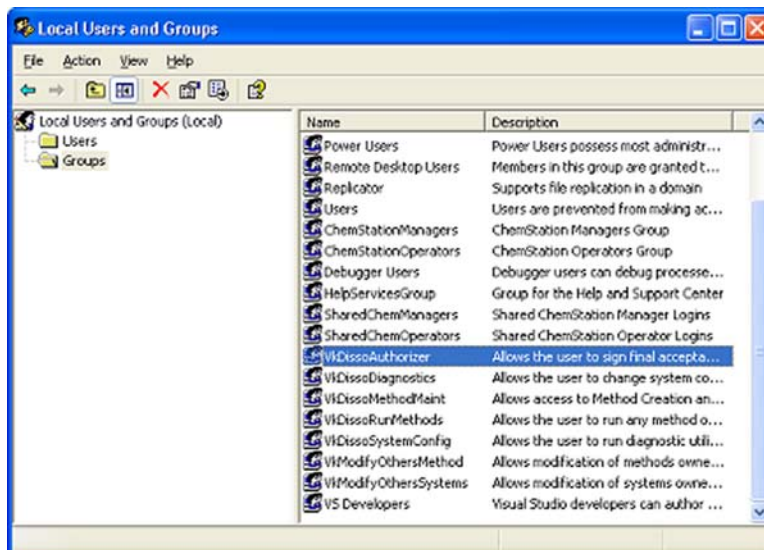 Local Users and Groups
File Action View Help
Local Users and Groups (Local)
Users
Groups
Name Description
Power Users Power Users possess most administr...
Remote Desktop Users Members in this group are granted t...
Replicator Supports file replication in a domain
Users Users are prevented from making ac...
ChemStationManagers ChemStation Managers Group
ChemStationOperators ChemStation Operators Group
Debugger Users Debugger users can debug processe...
HelpServicesGroup Group for the Help and Support Center
SharedChemManagers Shared ChemStation Manager Logins
SharedChemOperators Shared ChemStation Operator Logins
VkDissoAuthorizer Allows the user to sign final accepta...
VkDissoDiagnostics Allows the user to change system co...
VkDissoMethodMaint Allows access to Method Creation an...
VkDissoRunMethods Allows the user to run any method o...
VkDissoSystemConfig Allows the user to run diagnostic utili...
VkModifyOthersMethod Allows modification of methods owne...
VkModifyOthersSystems Allows modification of systems owne...
VS Developers Visual Studio developers can author ...